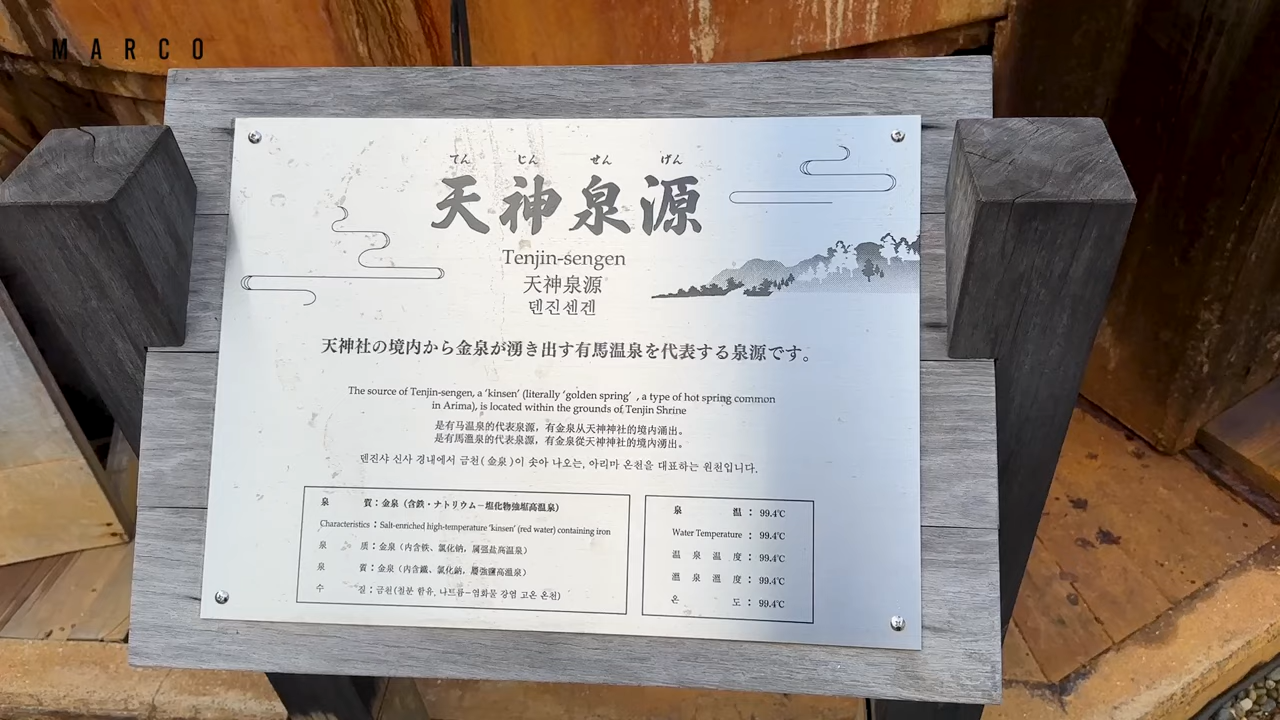 MARCO
てん じん せん げん
天神泉源
Tenjin-sengen
天神泉源
덴진센겐
天神社の境内から金泉が湧き出す有馬温泉を代表する泉源です。
The source of Tenjin-sengen, a ‘kinsen’ (literally ‘golden spring’ , a type of hot spring common
in Arima), is located within the grounds of Tenjin Shrine
是有马温泉的代表泉源，有金泉从天神神社的境内涌出。
是有馬溫泉的代表泉源，有金泉從天神神社的境內湧出。
덴진샤 신사 경내에서 금천(金泉)이 솟아 나오는, 아리마 온천을 대표하는 원천입니다.
泉 質：金泉（含鉄・ナトリウム－塩化物強塩高温泉）
Characteristics：Salt-enriched high-temperature ‘kinsen’ (red water) containing iron
泉 质：金泉（内含铁、氯化钠，属强盐高温泉）
泉 質：金泉（内含鐵、氯化鈉，屬強鹽高溫泉）
수 질：금천(철분 함유, 나트륨－염화물 강염 고온 온천)
泉 温：99.4℃
Water Temperature：99.4℃
温泉温度：99.4℃
溫泉溫度：99.4℃
온 도：99.4℃